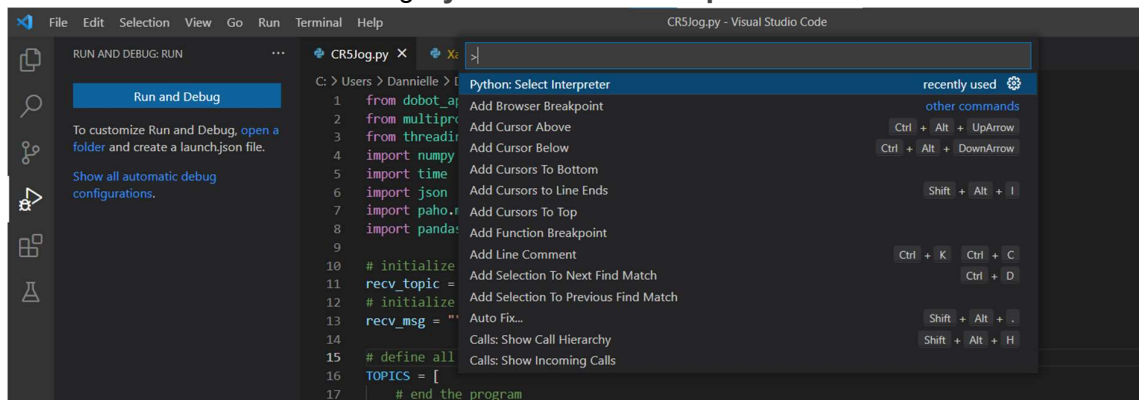 File Edit Selection View Go Run Terminal Help CR5Jog.py - Visual Studio Code
RUN AND DEBUG: RUN ...
Run and Debug
To customize Run and Debug, open a
folder and create a launch.json file.
Show all automatic debug
configurations.
CR5Jog.py
C: > Users > Dannielle >
1 from
2 from
3 from
4 import numpy
5 import time
6 import json
7 import
8 import
9
10 # initialize
11 recv_topic =
12 # initialize
13 recv_msg = "
14
15 # define all
16 TOPICS = [
17 # end the program
>
Python: Select Interpreter recently used
Add Browser Breakpoint other commands
Add Cursor Above Ctrl + Alt + UpArrow
Add Cursor Below Ctrl + Alt + DownArrow
Add Cursors To Bottom
Add Cursors to Line Ends Shift + Alt + I
Add Cursors To Top
Add Function Breakpoint
Add Line Comment Ctrl + K Ctrl + C
Add Selection To Next Find Match Ctrl + D
Add Selection To Previous Find Match
Auto Fix... Shift + Alt + .
Calls: Show Call Hierarchy Shift + Alt + H
Calls: Show Incoming Calls